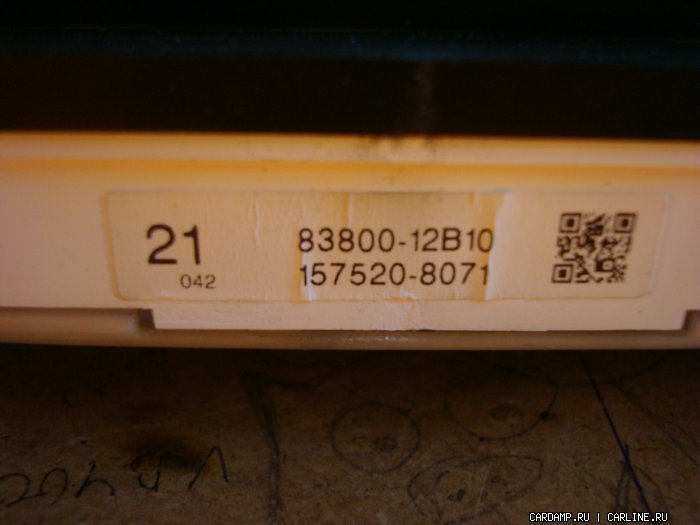 21
042
83800-12B10
157520-8071
CARDAMP.RU | CARLINE.RU